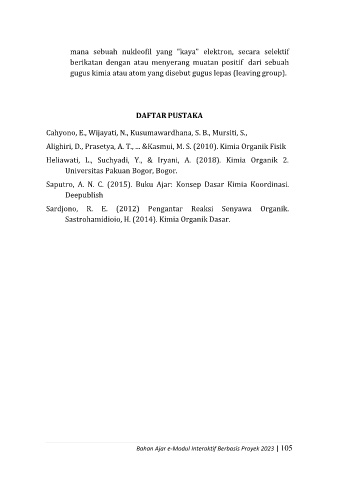 mana sebuah nukleofil yang "kaya" elektron, secara selektif
berikatan dengan atau menyerang muatan positif dari sebuah
gugus kimia atau atom yang disebut gugus lepas (leaving group).
DAFTAR PUSTAKA
Cahyono, E., Wijayati, N., Kusumawardhana, S. B., Mursiti, S.,
Alighiri, D., Prasetya, A. T., ... &Kasmui, M. S. (2010). Kimia Organik Fisik
Heliawati, L., Suchyadi, Y., & Iryani, A. (2018). Kimia Organik 2.
Universitas Pakuan Bogor, Bogor.
Saputro, A. N. C. (2015). Buku Ajar: Konsep Dasar Kimia Koordinasi.
Deepublish
Sardjono, R. E. (2012) Pengantar Reaksi Senyawa Organik.
Sastrohamidioio, H. (2014). Kimia Organik Dasar.
Bahan Ajar e-Modul Interaktif Berbasis Proyek 2023 | 105